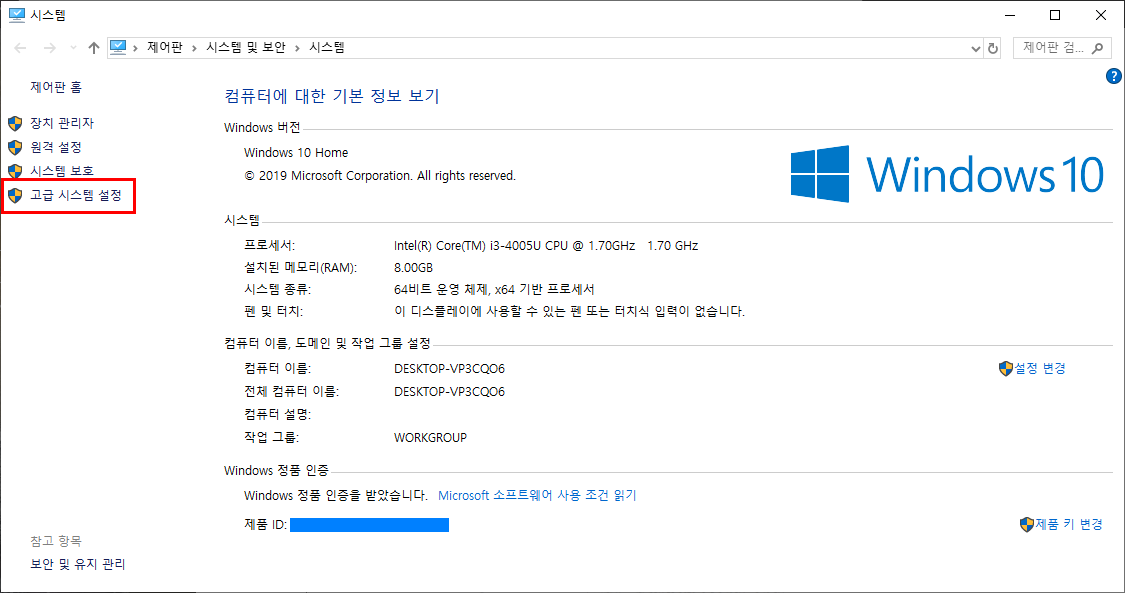 시스템
제어판 › 시스템 및 보안 › 시스템
제어판 검...
제어판 홈
장치 관리자
원격 설정
시스템 보호
고급 시스템 설정
참고 항목
보안 및 유지 관리
?
컴퓨터에 대한 기본 정보 보기
Windows 버전
Windows 10 Home
© 2019 Microsoft Corporation. All rights reserved.
Windows 10
시스템
프로세서: Intel(R) Core(TM) i3-4005U CPU @ 1.70GHz 1.70 GHz
설치된 메모리(RAM): 8.00GB
시스템 종류: 64비트 운영 체제, x64 기반 프로세서
펜 및 터치: 이 디스플레이에 사용할 수 있는 펜 또는 터치식 입력이 없습니다.
컴퓨터 이름, 도메인 및 작업 그룹 설정
컴퓨터 이름: DESKTOP-VP3CQO6 설정 변경
전체 컴퓨터 이름: DESKTOP-VP3CQO6
컴퓨터 설명:
작업 그룹: WORKGROUP
Windows 정품 인증
Windows 정품 인증을 받았습니다. Microsoft 소프트웨어 사용 조건 읽기
제품 ID: 제품 키 변경